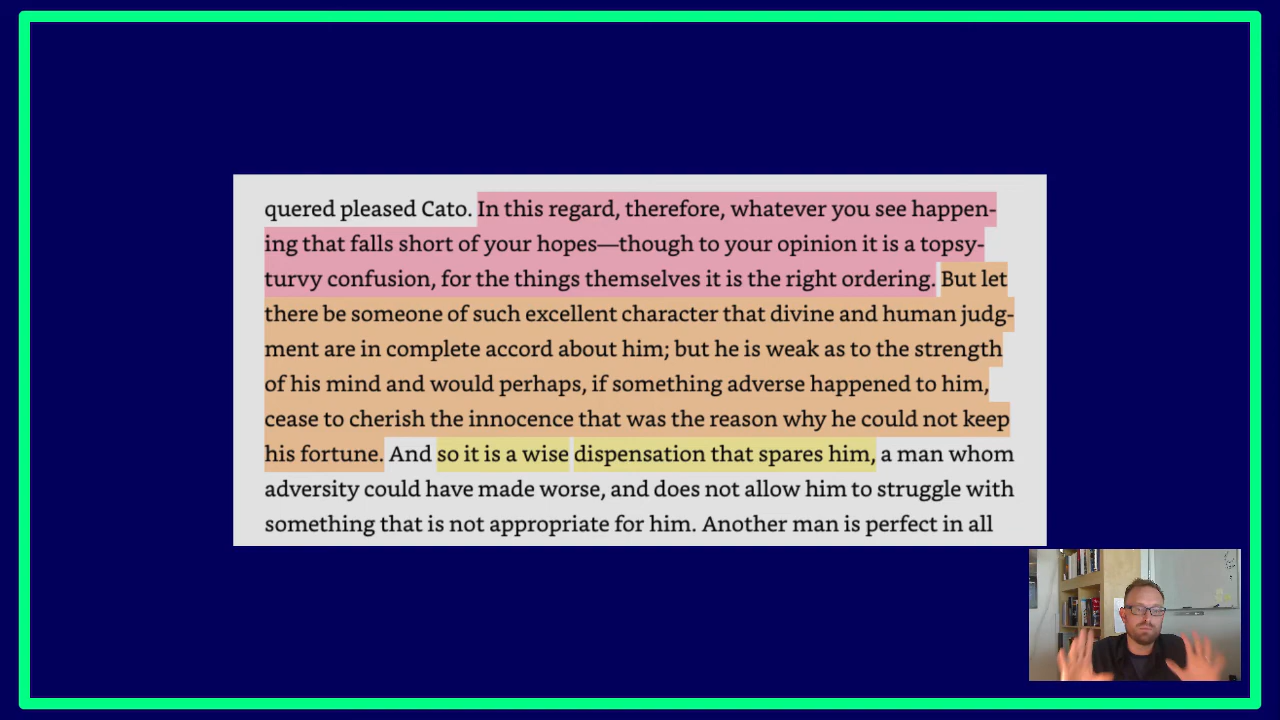 quered pleased Cato. In this regard, therefore, whatever you see happen-
ing that falls short of your hopes—though to your opinion it is a topsy-
turvy confusion, for the things themselves it is the right ordering. But let
there be someone of such excellent character that divine and human judg-
ment are in complete accord about him; but he is weak as to the strength
of his mind and would perhaps, if something adverse happened to him,
cease to cherish the innocence that was the reason why he could not keep
his fortune. And so it is a wise dispensation that spares him, a man whom
adversity could have made worse, and does not allow him to struggle with
something that is not appropriate for him. Another man is perfect in all